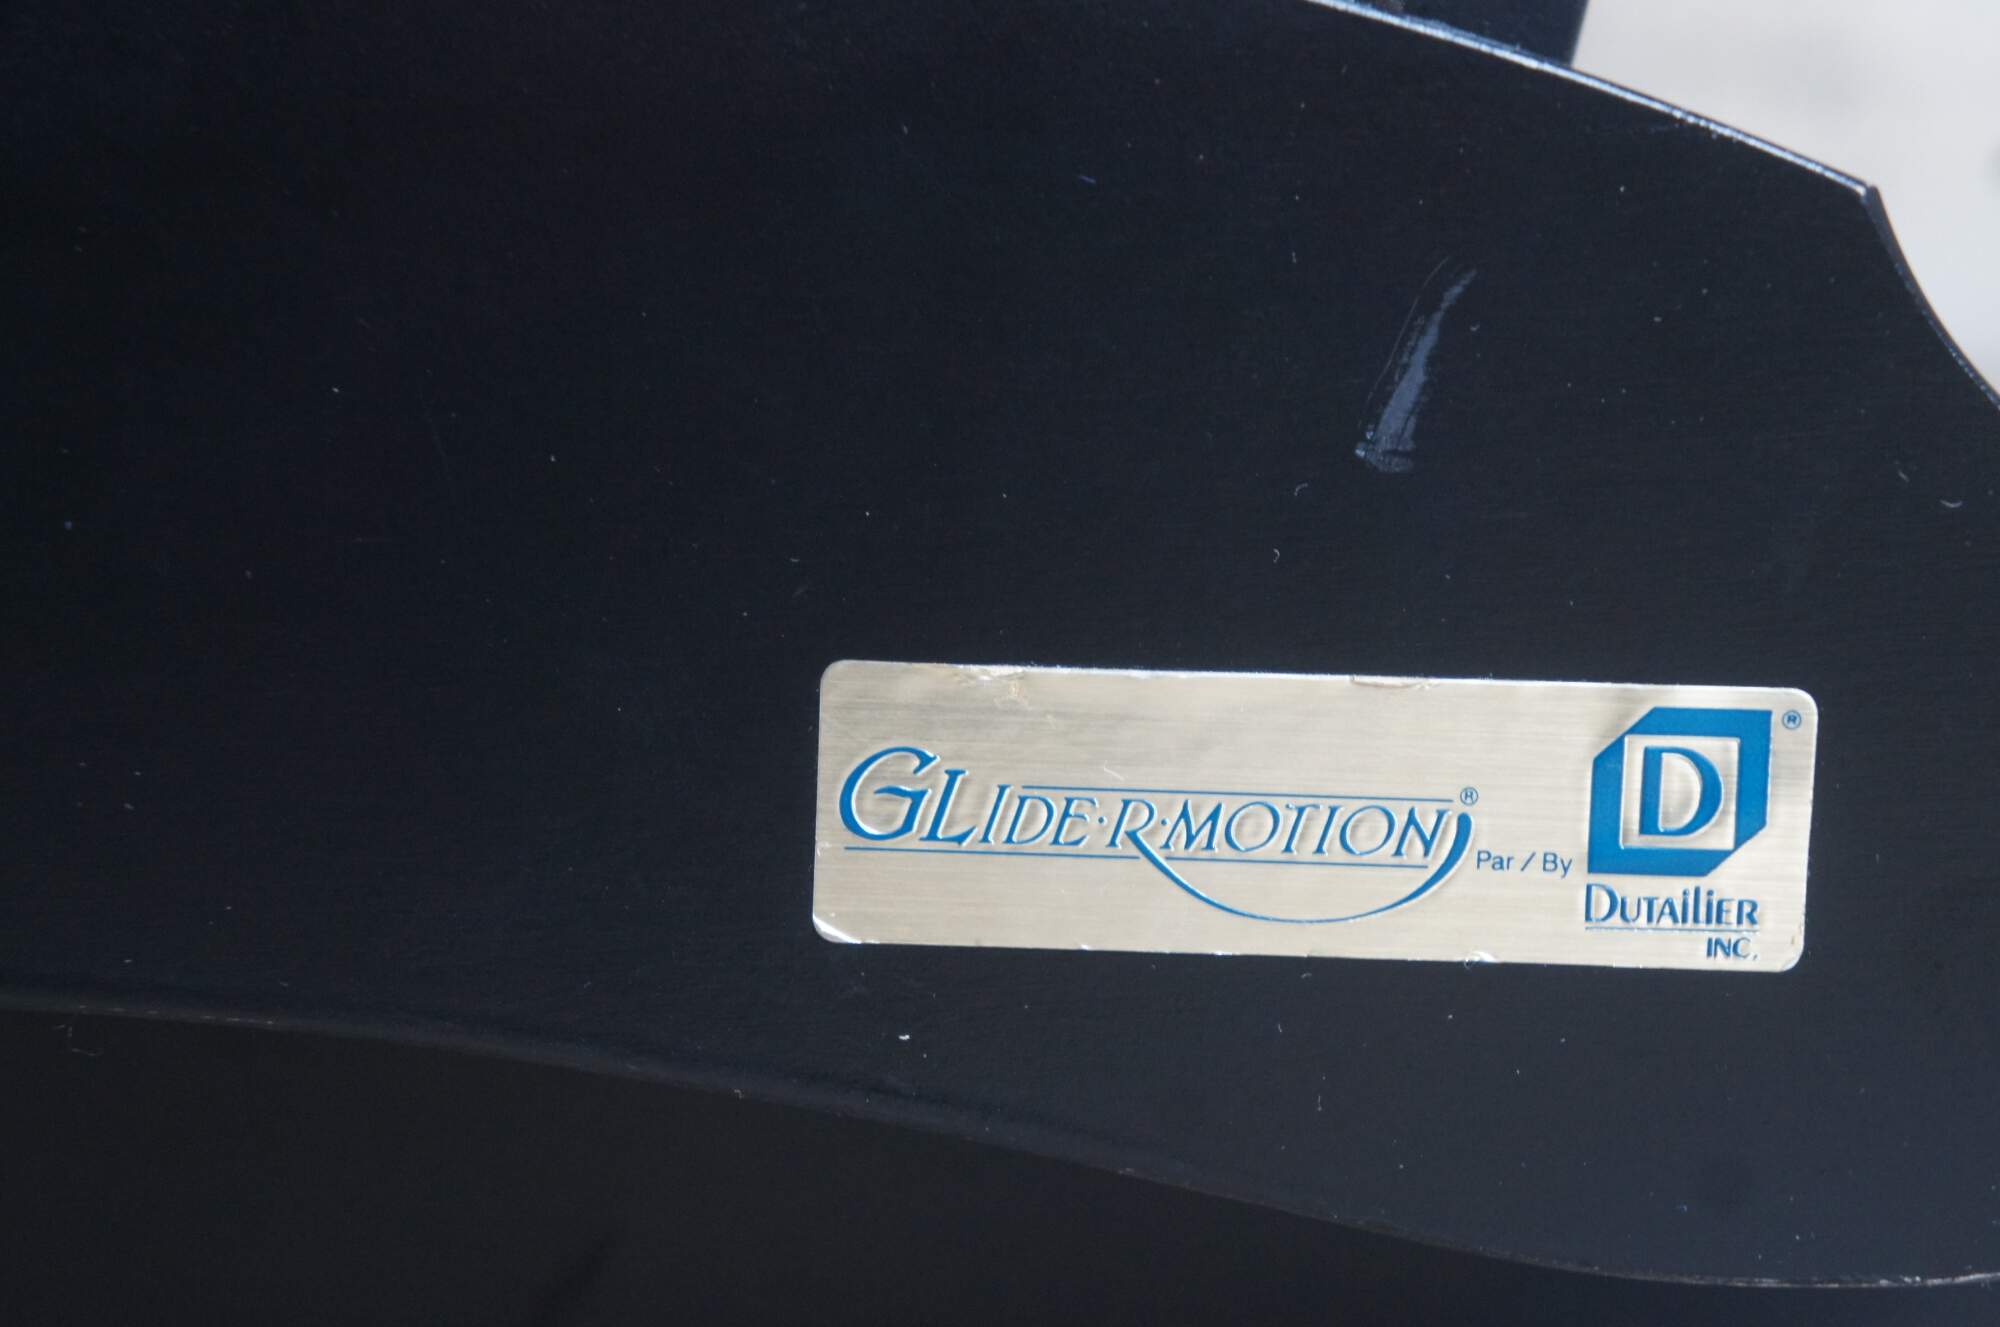 GLIDE·R·MOTION®
Par / By
D®
DUTAILIER
INC.